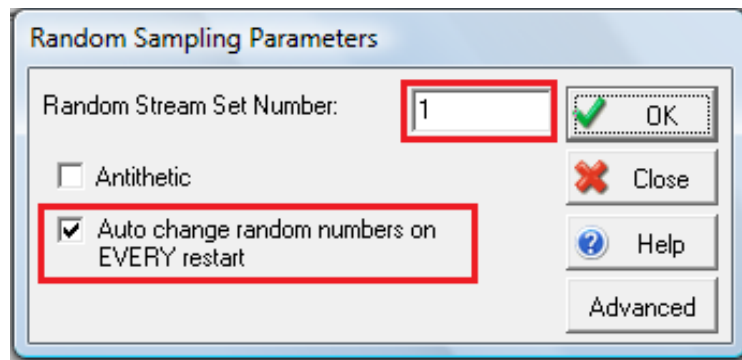 Random Sampling Parameters
Random Stream Set Number: 1
OK
Antithetic
Close
Auto change random numbers on
EVERY restart
Help
Advanced